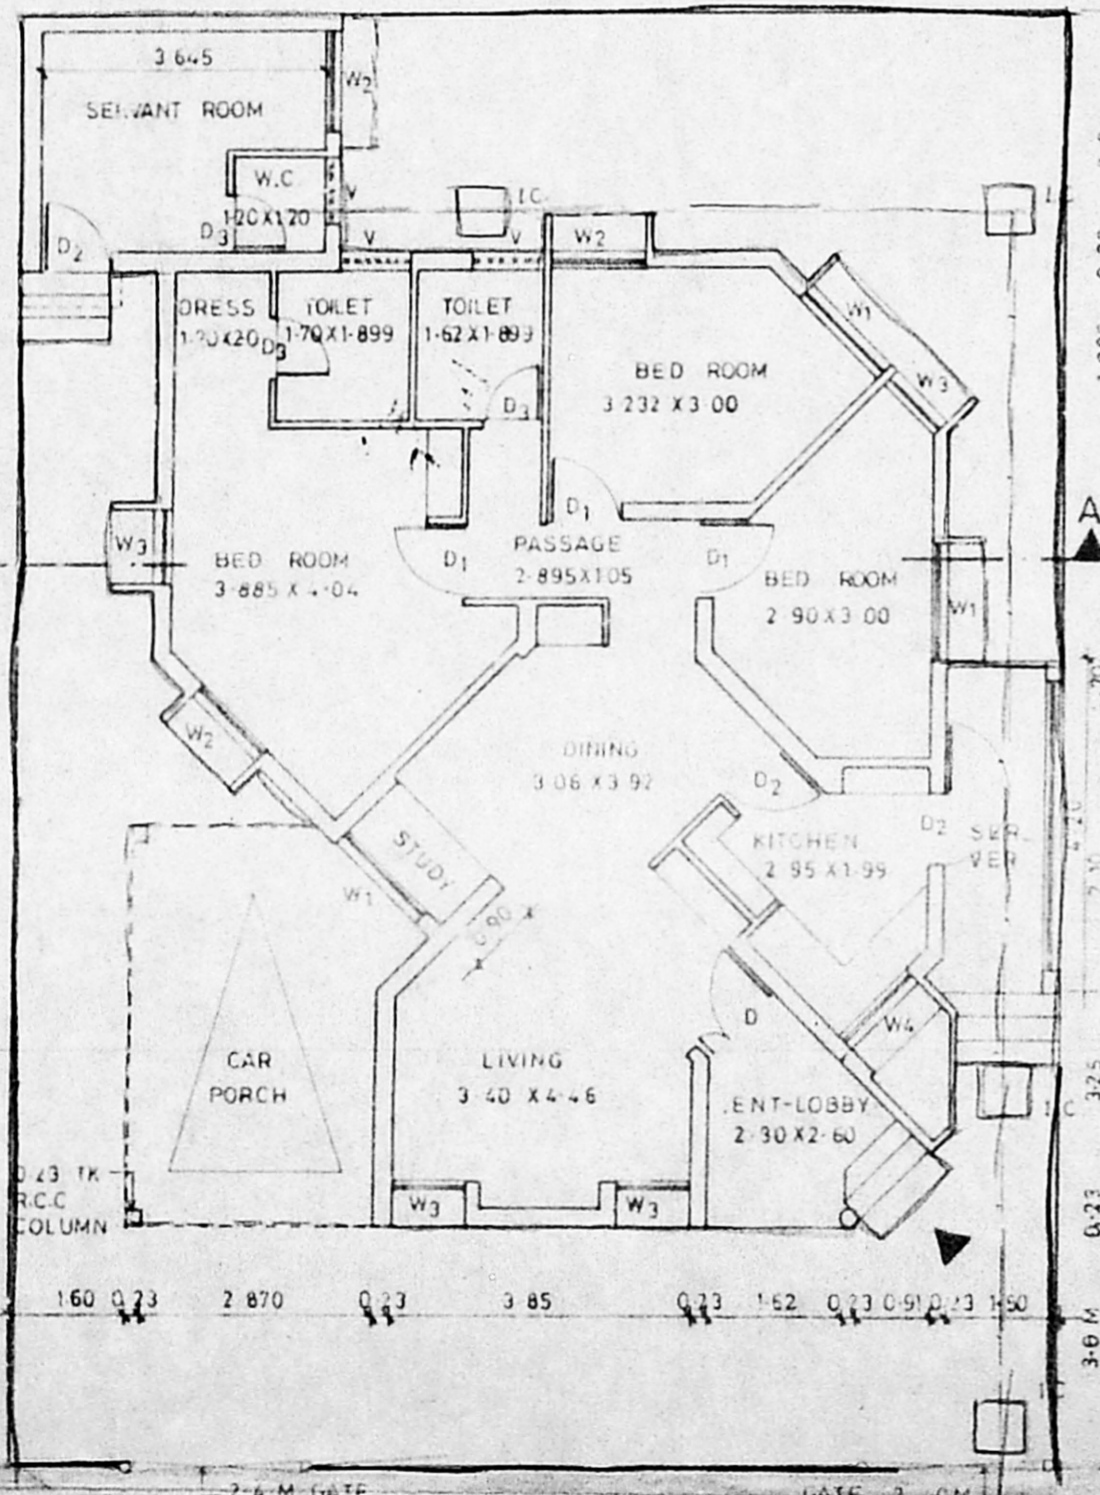 3.645
W2
SERVANT ROOM
W.C
1.20X1.20
V
I.C
D3
D2
V
V
W2
DRESS
TOILET
1.70X1.899
D3
TOILET
1.62X1.899
D3
W1
W3
BED ROOM
3.232 X 3.00
D1
A
W3
BED ROOM
3.885 X 4.04
D1
PASSAGE
2.895X1.05
D1
BED ROOM
2.90X3.00
W1
W2
DINING
3.06 X3.92
D2
KITCHEN
2.95 X1.99
D2
SER-
VER
STUDY
W1
0.90
D
W4
CAR
PORCH
LIVING
3.40 X4.46
ENT-LOBBY
2.30X2.60
3.25
I.C
0.23 TK
R.C.C
COLUMN
W3
W3
0.23
1.60 0.23 2.870 0.23 3.85 0.23 1.62 0.23 0.91 0.23 1.50
3.0 M